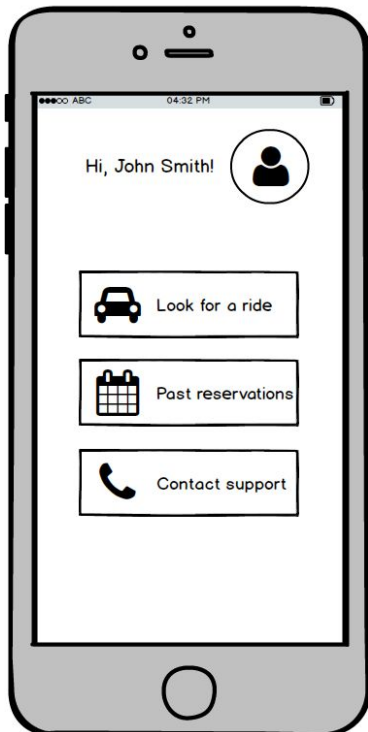 ABC 04:32 PM
Hi, John Smith!
Look for a ride
Past reservations
Contact support